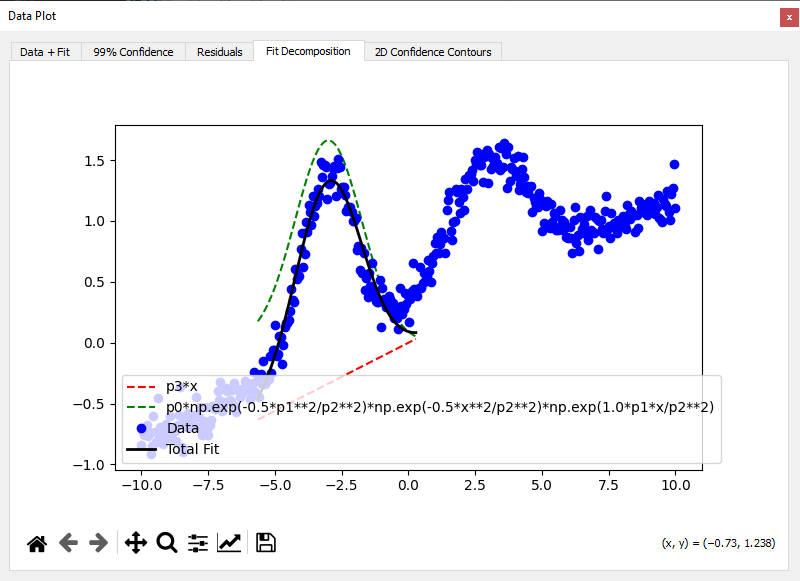 Data Plot
x
Data + Fit 99% Confidence Residuals Fit Decomposition 2D Confidence Contours
1.5
1.0
0.5
0.0
−0.5
−1.0
p3*x
p0*np.exp(-0.5*p1**2/p2**2)*np.exp(-0.5*x**2/p2**2)*np.exp(1.0*p1*x/p2**2)
Data
Total Fit
−10.0 −7.5 −5.0 −2.5 0.0 2.5 5.0 7.5 10.0
(x, y) = (−0.73, 1.238)